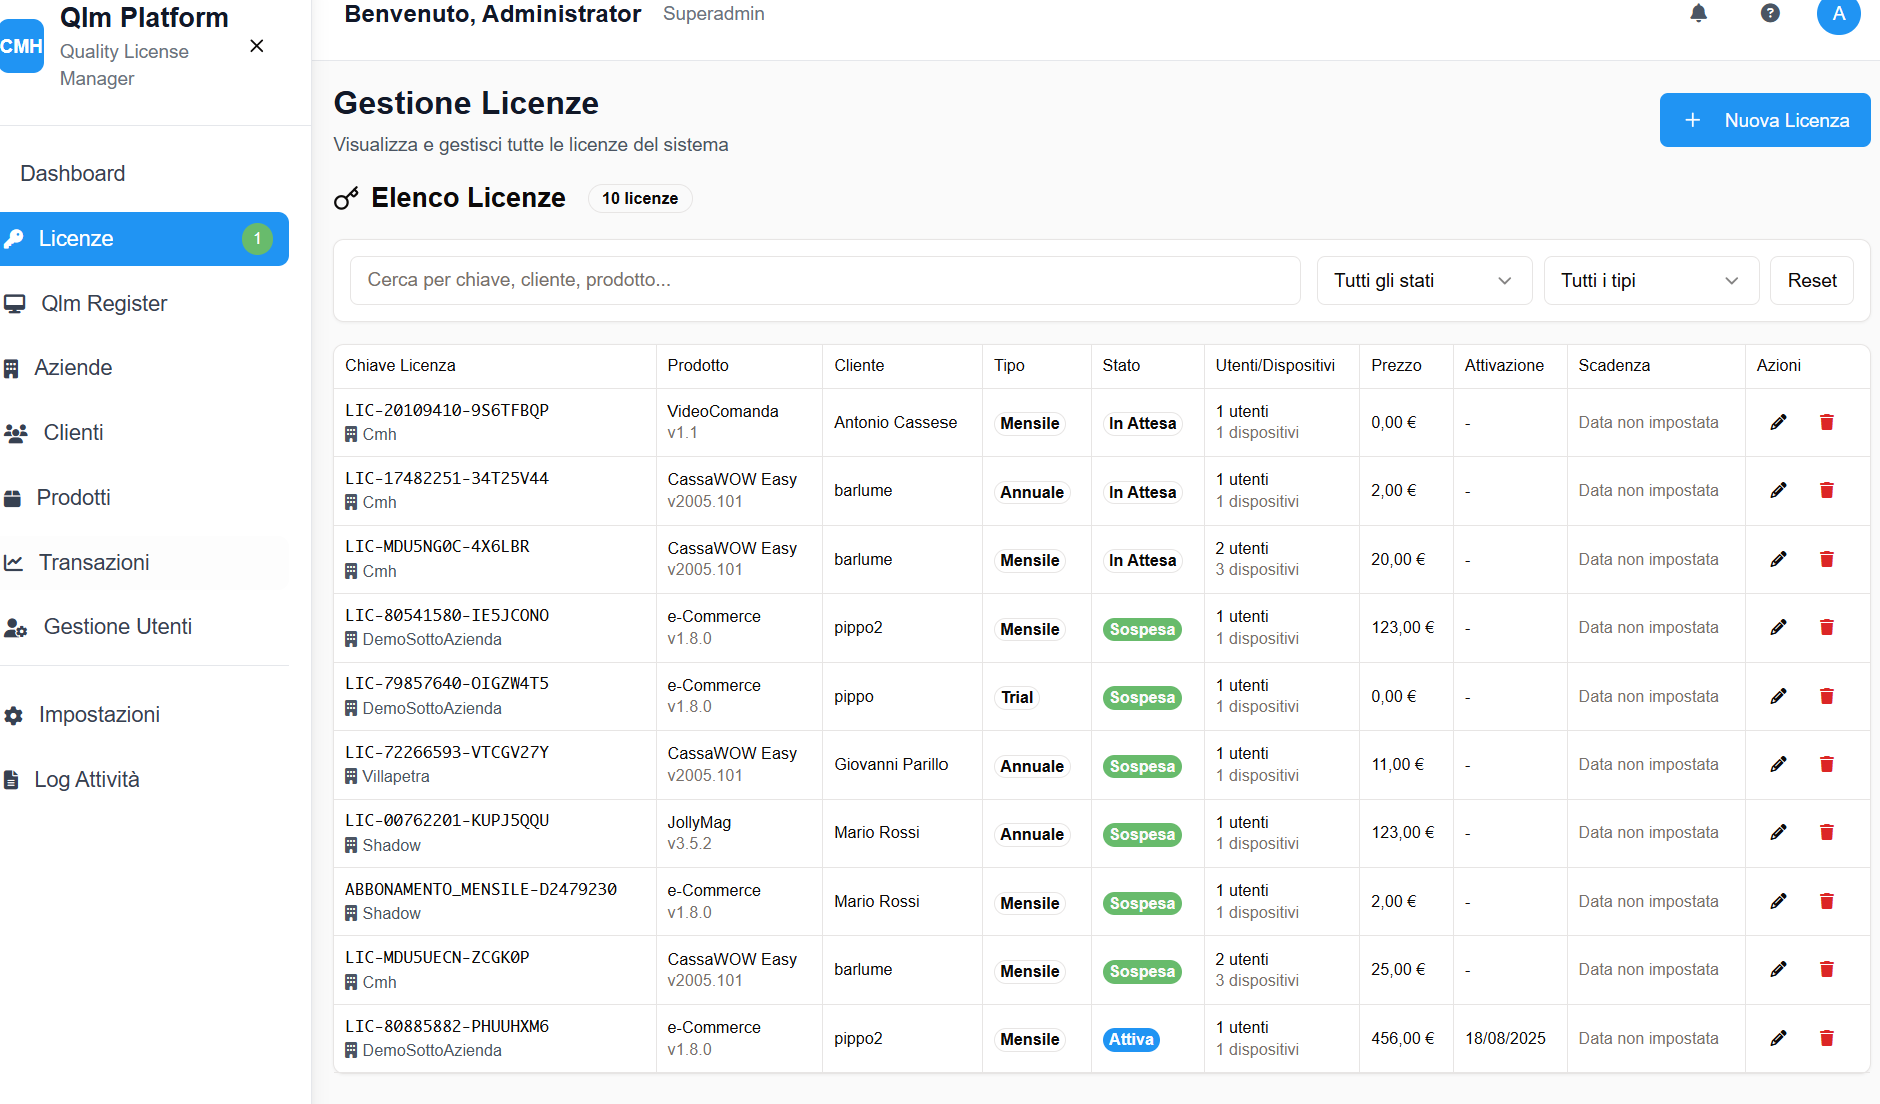 CMH
Qlm Platform
Quality License
Manager
Benvenuto, Administrator
Superadmin
?
A
Dashboard
Licenze
1
Qlm Register
Aziende
Clienti
Prodotti
Transazioni
Gestione Utenti
Impostazioni
Log Attività
Gestione Licenze
Visualizza e gestisci tutte le licenze del sistema
+ Nuova Licenza
Elenco Licenze
10 licenze
Cerca per chiave, cliente, prodotto...
Tutti gli stati
Tutti i tipi
Reset
Chiave Licenza Prodotto Cliente Tipo Stato Utenti/Dispositivi Prezzo Attivazione Scadenza Azioni
LIC-20109410-9S6TFBQP VideoComanda Antonio Cassese Mensile In Attesa 1 utenti 0,00 € - Data non impostata
Cmh v1.1 1 dispositivi
LIC-17482251-34T25V44 CassaWOW Easy barlume Annuale In Attesa 1 utenti 2,00 € - Data non impostata
Cmh v2005.101 1 dispositivi
LIC-MDU5NG0C-4X6LBR CassaWOW Easy barlume Mensile In Attesa 2 utenti 20,00 € - Data non impostata
Cmh v2005.101 3 dispositivi
LIC-80541580-IE5JCONO e-Commerce pippo2 Mensile Sospesa 1 utenti 123,00 € - Data non impostata
DemoSottoAzienda v1.8.0 1 dispositivi
LIC-79857640-OIGZW4T5 e-Commerce pippo Trial Sospesa 1 utenti 0,00 € - Data non impostata
DemoSottoAzienda v1.8.0 1 dispositivi
LIC-72266593-VTCGV27Y CassaWOW Easy Giovanni Parillo Annuale Sospesa 1 utenti 11,00 € - Data non impostata
Villapetra v2005.101 1 dispositivi
LIC-00762201-KUPJ5QQU JollyMag Mario Rossi Annuale Sospesa 1 utenti 123,00 € - Data non impostata
Shadow v3.5.2 1 dispositivi
ABBONAMENTO_MENSILE-D2479230 e-Commerce Mario Rossi Mensile Sospesa 1 utenti 2,00 € - Data non impostata
Shadow v1.8.0 1 dispositivi
LIC-MDU5UECN-ZCGK0P CassaWOW Easy barlume Mensile Sospesa 2 utenti 25,00 € - Data non impostata
Cmh v2005.101 3 dispositivi
LIC-80885882-PHUUHXM6 e-Commerce pippo2 Mensile Attiva 1 utenti 456,00 € 18/08/2025 Data non impostata
DemoSottoAzienda v1.8.0 1 dispositivi